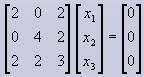 [2 0 2] [x₁] [0]
[0 4 2] [x₂] = [0]
[2 2 3] [x₃] [0]